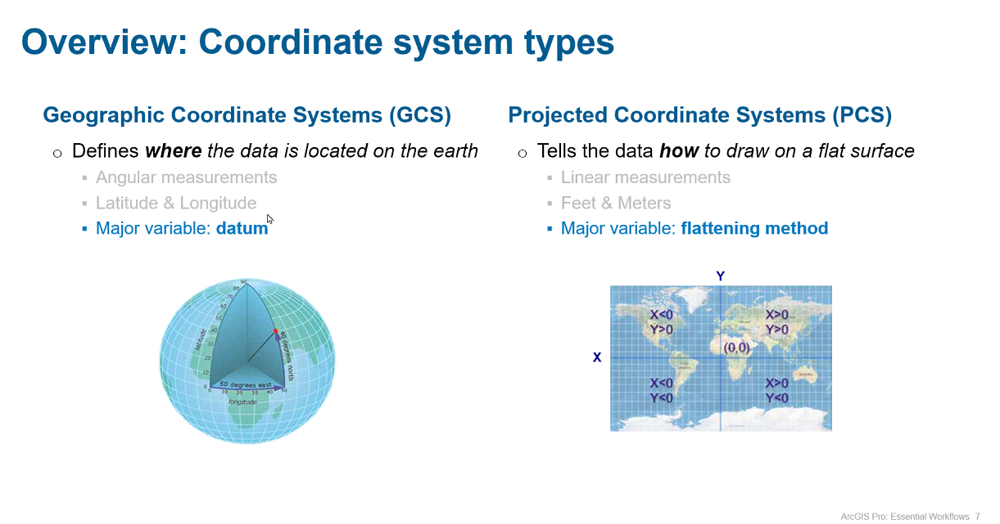 Overview: Coordinate system types
Geographic Coordinate Systems (GCS)
○ Defines where the data is located on the earth
▪ Angular measurements
▪ Latitude & Longitude
▪ Major variable: datum
90
80
70
60
50
40
30
20
10
0
latitude
40 degrees north
50 degrees east
0 10 20 30 40 50
longitude
Projected Coordinate Systems (PCS)
○ Tells the data how to draw on a flat surface
▪ Linear measurements
▪ Feet & Meters
▪ Major variable: flattening method
Y
X<0 X>0
Y>0 Y>0
(0,0)
X
X<0 X>0
Y<0 Y<0
ArcGIS Pro: Essential Workflows 7